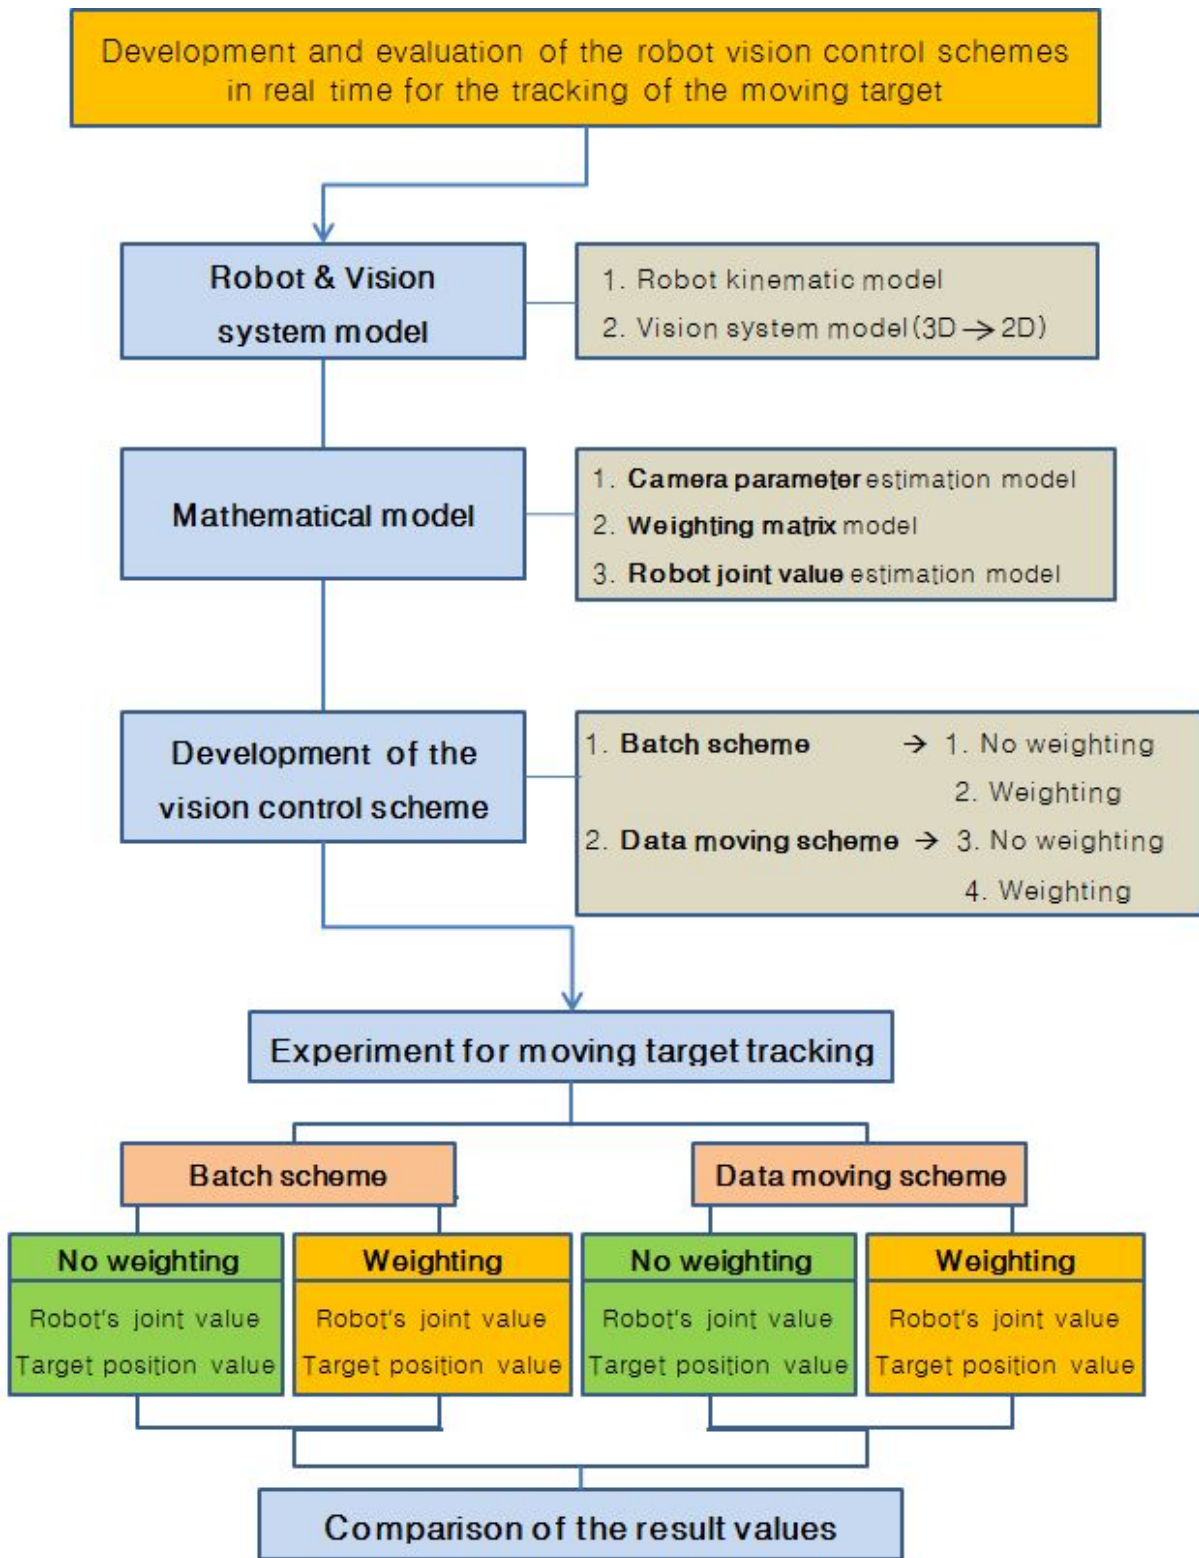 Development and evaluation of the robot vision control schemes
in real time for the tracking of the moving target
Robot & Vision
system model
1. Robot kinematic model
2. Vision system model(3D→2D)
Mathematical model
1. Camera parameter estimation model
2. Weighting matrix model
3. Robot joint value estimation model
Development of the
vision control scheme
1. Batch scheme → 1. No weighting
2. Weighting
2. Data moving scheme → 3. No weighting
4. Weighting
Experiment for moving target tracking
Batch scheme
Data moving scheme
No weighting
Robot's joint value
Target position value
Weighting
Robot's joint value
Target position value
No weighting
Robot's joint value
Target position value
Weighting
Robot's joint value
Target position value
Comparison of the result values